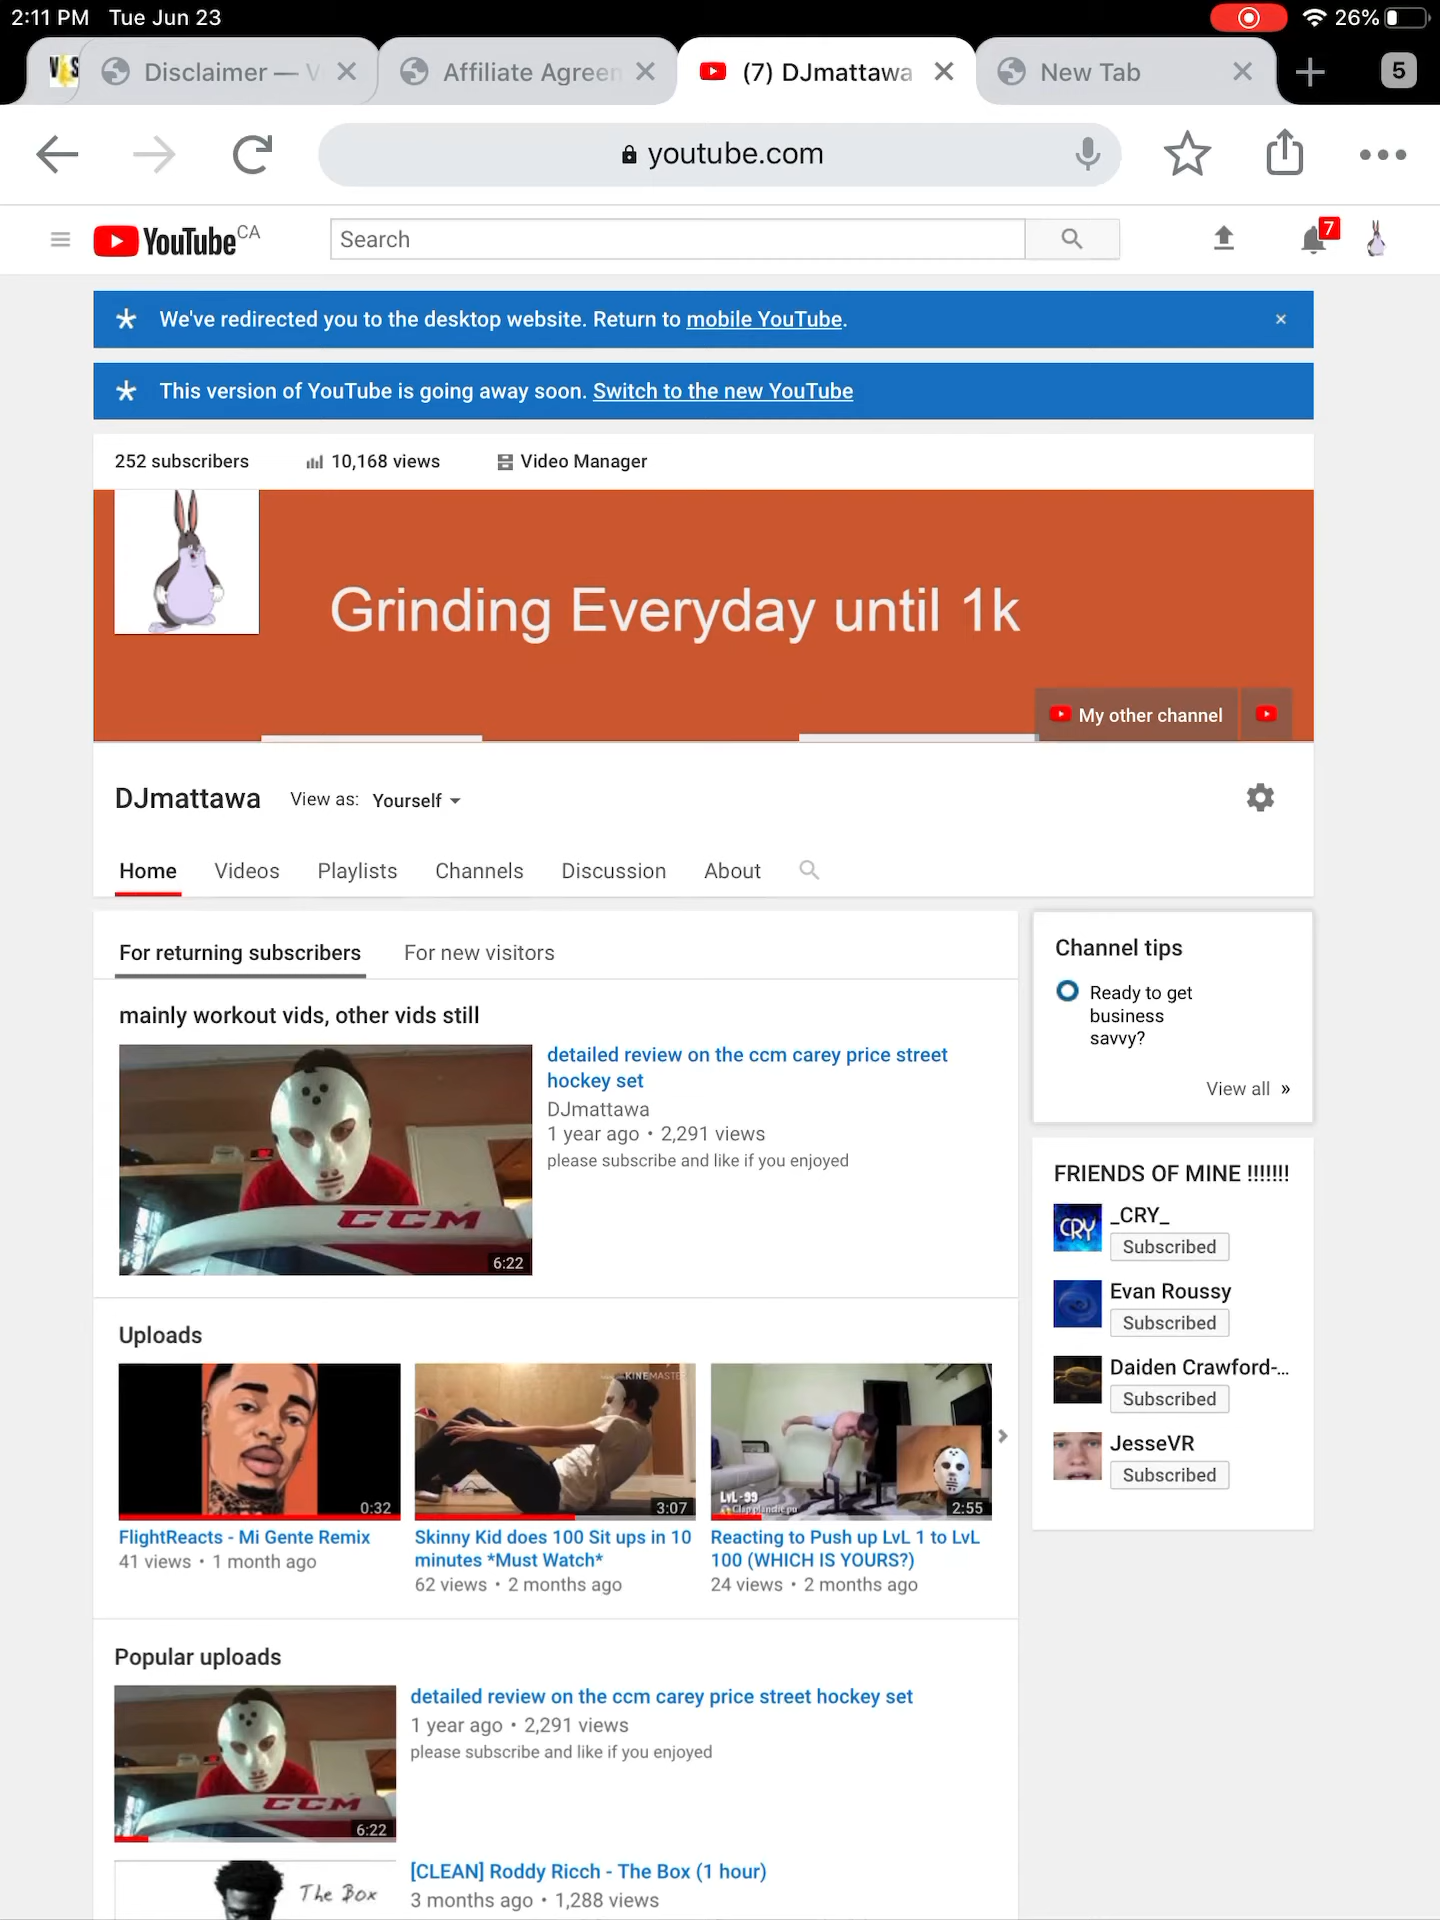 2:11 PM Tue Jun 23
26%
Disclaimer — V
Affiliate Agreen
(7) DJmattawa
New Tab
5
youtube.com
YouTube CA
Search
7
We've redirected you to the desktop website. Return to mobile YouTube.
This version of YouTube is going away soon. Switch to the new YouTube
252 subscribers
10,168 views
Video Manager
Grinding Everyday until 1k
My other channel
DJmattawa
View as: Yourself
Home
Videos
Playlists
Channels
Discussion
About
For returning subscribers
For new visitors
mainly workout vids, other vids still
CCM
6:22
detailed review on the ccm carey price street
hockey set
DJmattawa
1 year ago • 2,291 views
please subscribe and like if you enjoyed
Channel tips
Ready to get
business
savvy?
View all »
FRIENDS OF MINE !!!!!!!
CRY
_CRY_
Subscribed
Evan Roussy
Subscribed
Daiden Crawford-...
Subscribed
JesseVR
Subscribed
Uploads
0:32
FlightReacts - Mi Gente Remix
41 views • 1 month ago
KINEMASTE
3:07
Skinny Kid does 100 Sit ups in 10
minutes *Must Watch*
62 views • 2 months ago
LvL - 99
2:55
Reacting to Push up LvL 1 to LvL
100 (WHICH IS YOURS?)
24 views • 2 months ago
Popular uploads
CCM
6:22
detailed review on the ccm carey price street hockey set
1 year ago • 2,291 views
please subscribe and like if you enjoyed
The Box
[CLEAN] Roddy Ricch - The Box (1 hour)
3 months ago • 1,288 views